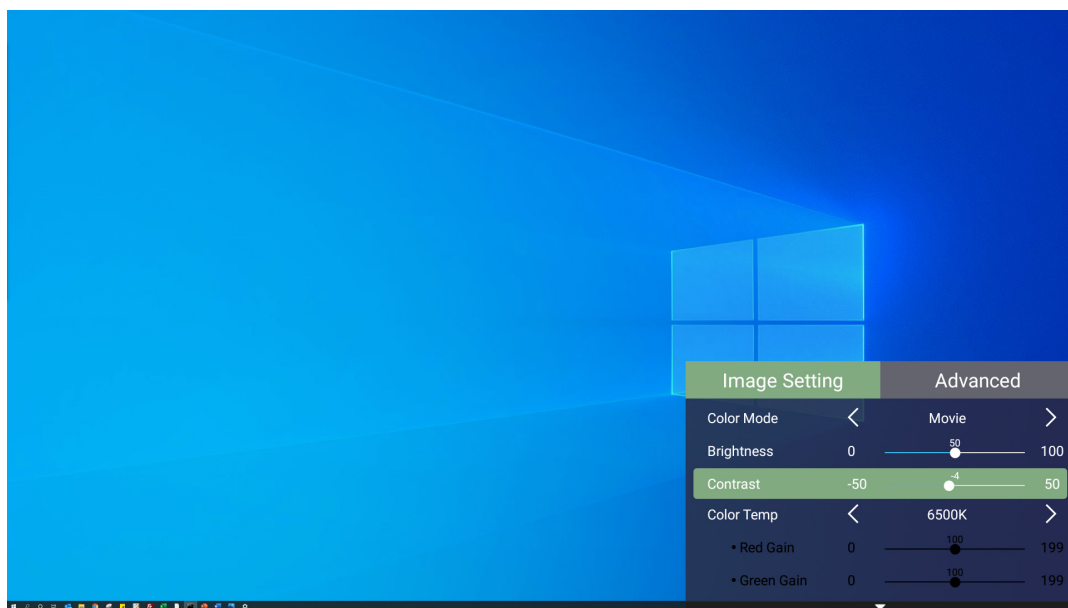 Image Setting Advanced
Color Mode Movie
Brightness 0 50 100
Contrast -50 -4 50
Color Temp 6500K
• Red Gain 0 100 199
• Green Gain 0 100 199